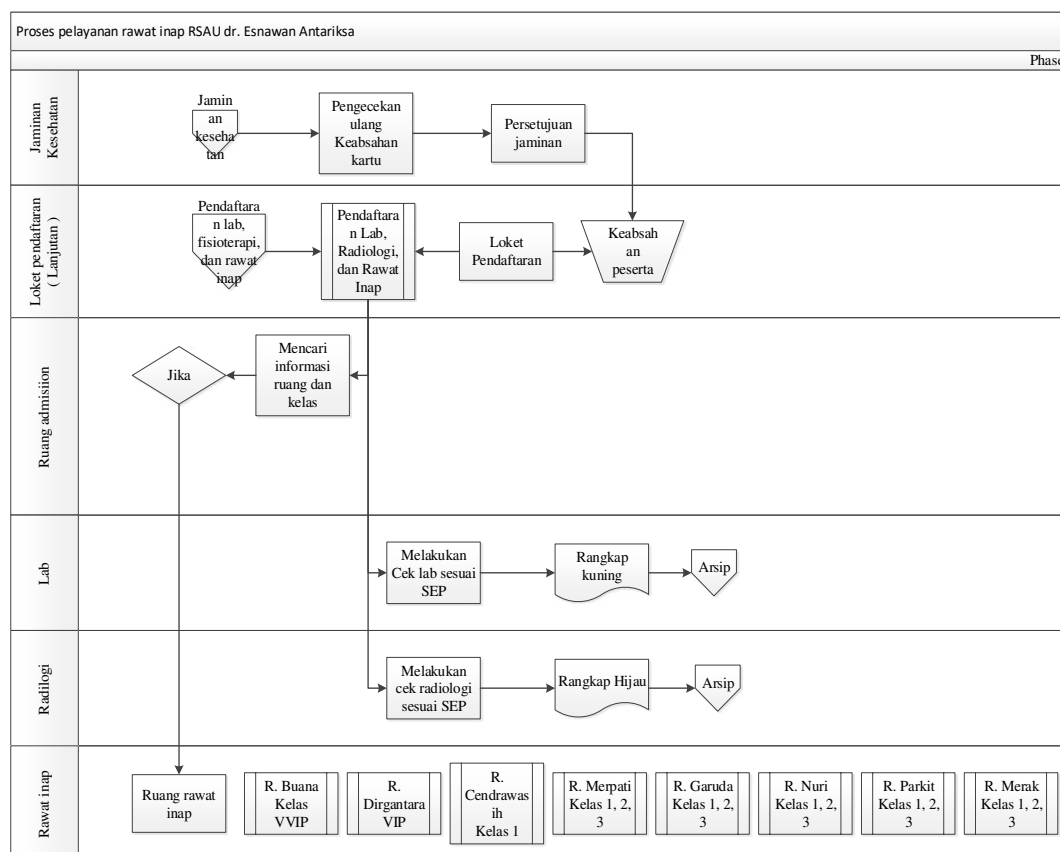 Proses pelayanan rawat inap RSAU dr. Esnawan Antariksa
Phase
Jaminan
Kesehatan
Jamin
an
keseha
tan
Pengecekan
ulang
Keabsahan
kartu
Persetujuan
jaminan
Loket pendaftaran
( Lanjutan )
Pendaftara
n lab,
fisioterapi,
dan rawat
inap
Pendaftara
n Lab,
Radiologi,
dan Rawat
Inap
Loket
Pendaftaran
Keabsah
an
peserta
Ruang admisiion
Jika
Mencari
informasi
ruang dan
kelas
Lab
Melakukan
Cek lab sesuai
SEP
Rangkap
kuning
Arsip
Radilogi
Melakukan
cek radiologi
sesuai SEP
Rangkap Hijau
Arsip
Rawat inap
Ruang rawat
inap
R. Buana
Kelas
VVIP
R.
Dirgantara
VIP
R.
Cendrawas
ih
Kelas 1
R. Merpati
Kelas 1, 2,
3
R. Garuda
Kelas 1, 2,
3
R. Nuri
Kelas 1, 2,
3
R. Parkit
Kelas 1, 2,
3
R. Merak
Kelas 1, 2,
3